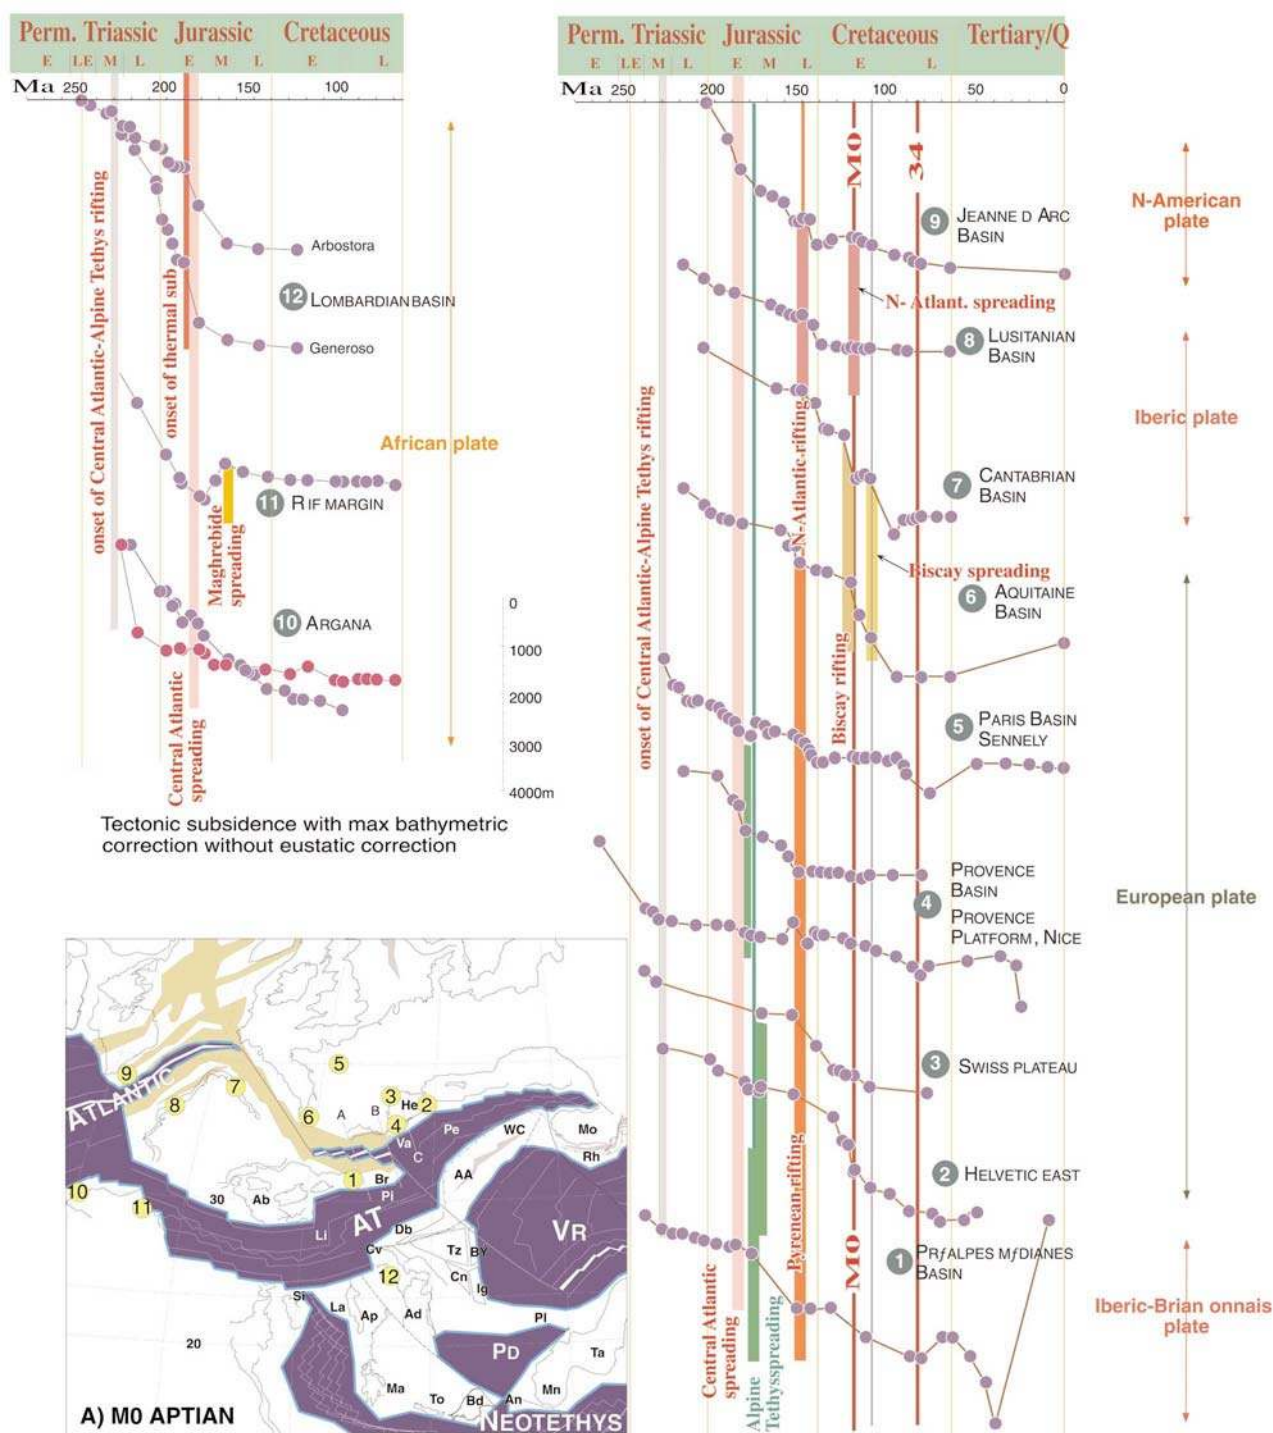 Perm. Triassic Jurassic Cretaceous
E LE M L E M L E L
Ma 250 200 150 100
onset of Central Atlantic-Alpine Tethys rifting
onset of thermal sub
Arbostora
12 LOMBARDIAN BASIN
Generoso
African plate
11 RIF MARGIN
Maghrebide
spreading
10 ARGANA
Central Atlantic
spreading
0
1000
2000
3000
4000m
Tectonic subsidence with max bathymetric
correction without eustatic correction
Perm. Triassic Jurassic Cretaceous Tertiary/Q
E LE M L E M L E L
Ma 250 200 150 100 50 0
M0
34
9 JEANNE D ARC
BASIN
N-American
plate
N- Atlant. spreading
8 LUSITANIAN
BASIN
Iberic plate
onset of Central Atlantic-Alpine Tethys rifting
N-Atlantic rifting
7 CANTABRIAN
BASIN
Biscay spreading
6 AQUITAINE
BASIN
Biscay rifting
5 PARIS BASIN
SENNELY
PROVENCE
BASIN
4
PROVENCE
PLATFORM, NICE
European plate
3 SWISS PLATEAU
2 HELVETIC EAST
Pyrenean rifting
M0
1 PRƒALPES MƒDIANES
BASIN
Central Atlantic
spreading
Alpine
Tethysspreading
Iberic-Brian onnais
plate
5
9 ATLANTIC 8 7 6 A B 3 He 2
4
Va C Pe WC Mo
Rh
10 11 30 Ab 1 Br Pi AA
Li AT Db VR
Cv Tz BY
12 Cn Ig
Si La Ap Ad Pl
20 PD Ta
Ma To Bd An Mn
A) M0 APTIAN NEOTETHYS